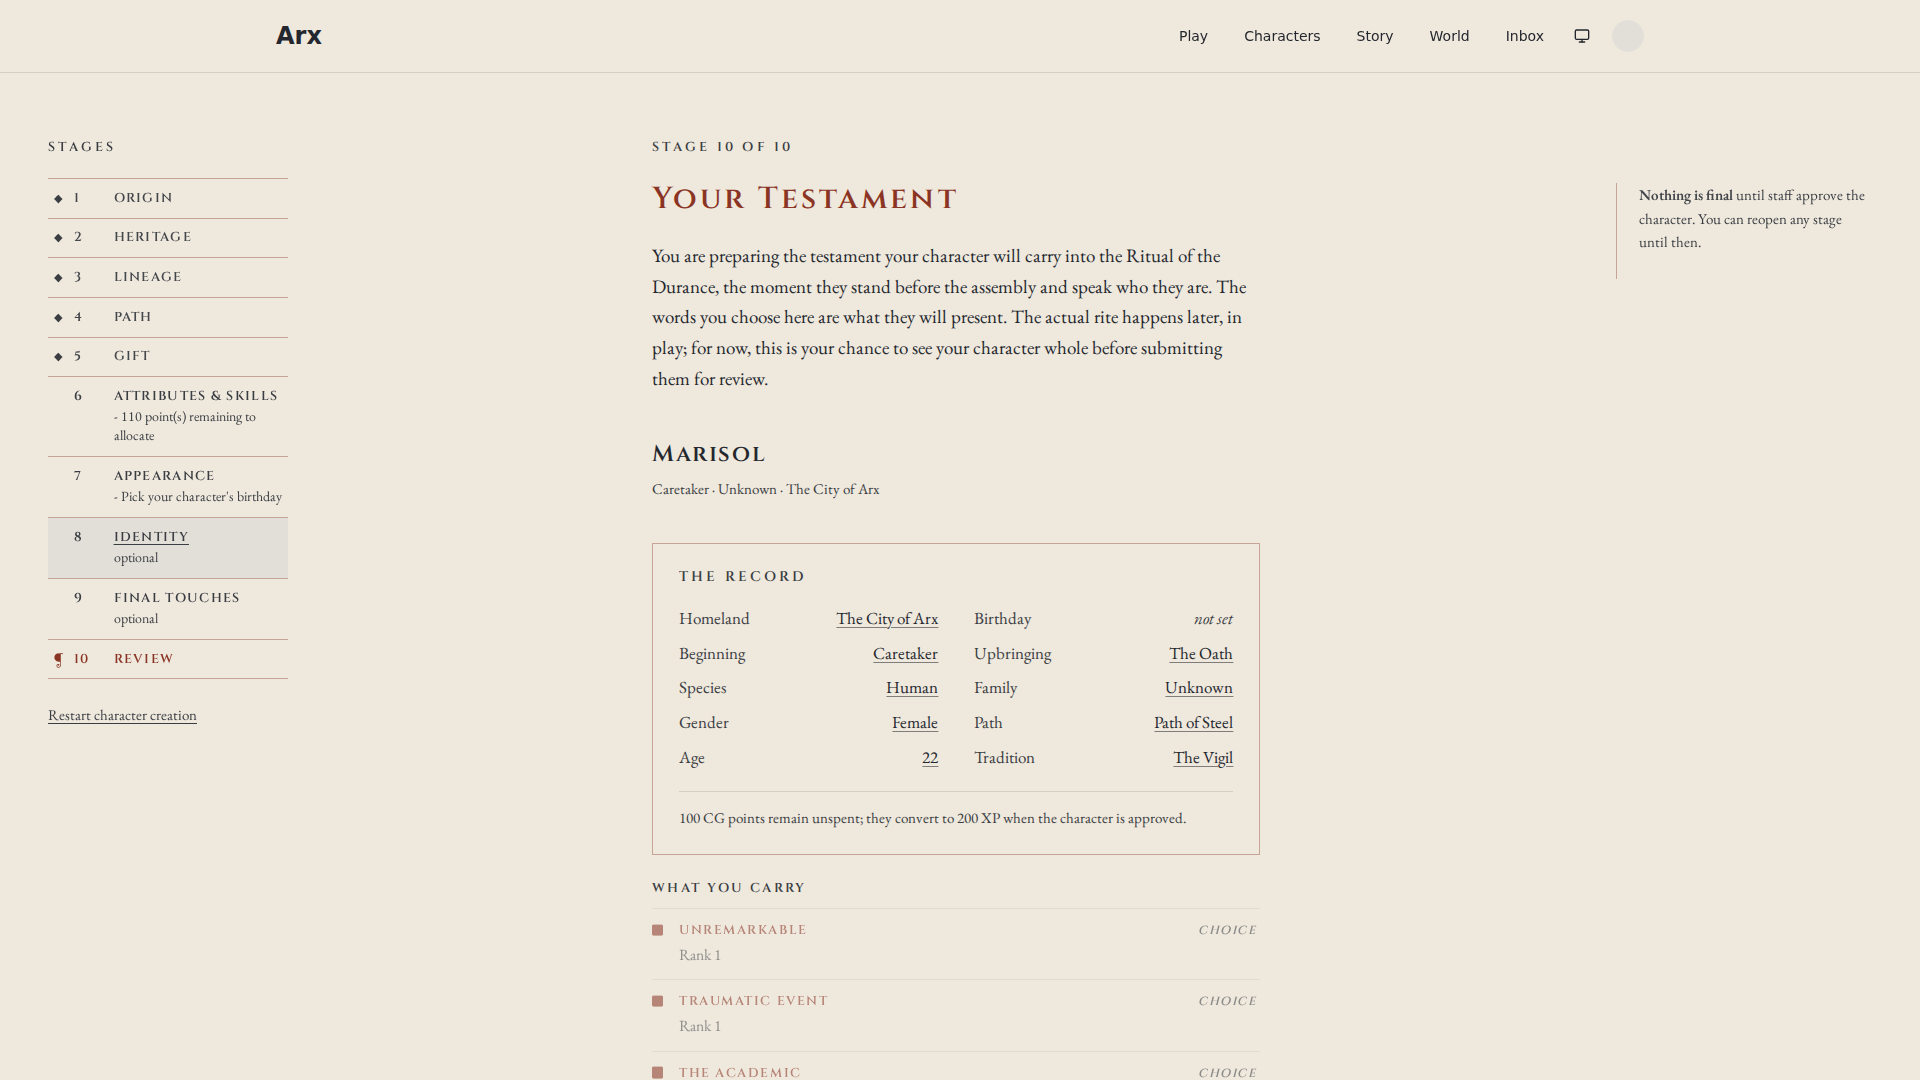 Arx
Play
Characters
Story
World
Inbox
STAGES
◆ 1 ORIGIN
◆ 2 HERITAGE
◆ 3 LINEAGE
◆ 4 PATH
◆ 5 GIFT
6 ATTRIBUTES & SKILLS
- 110 point(s) remaining to
allocate
7 APPEARANCE
- Pick your character's birthday
8 IDENTITY
optional
9 FINAL TOUCHES
optional
¶ 10 REVIEW
Restart character creation
STAGE 10 OF 10
Your Testament
You are preparing the testament your character will carry into the Ritual of the
Durance, the moment they stand before the assembly and speak who they are. The
words you choose here are what they will present. The actual rite happens later, in
play; for now, this is your chance to see your character whole before submitting
them for review.
Marisol
Caretaker · Unknown · The City of Arx
THE RECORD
Homeland The City of Arx
Beginning Caretaker
Species Human
Gender Female
Age 22
Birthday not set
Upbringing The Oath
Family Unknown
Path Path of Steel
Tradition The Vigil
100 CG points remain unspent; they convert to 200 XP when the character is approved.
WHAT YOU CARRY
UNREMARKABLE CHOICE
Rank 1
TRAUMATIC EVENT CHOICE
Rank 1
THE ACADEMIC CHOICE
Nothing is final until staff approve the
character. You can reopen any stage
until then.